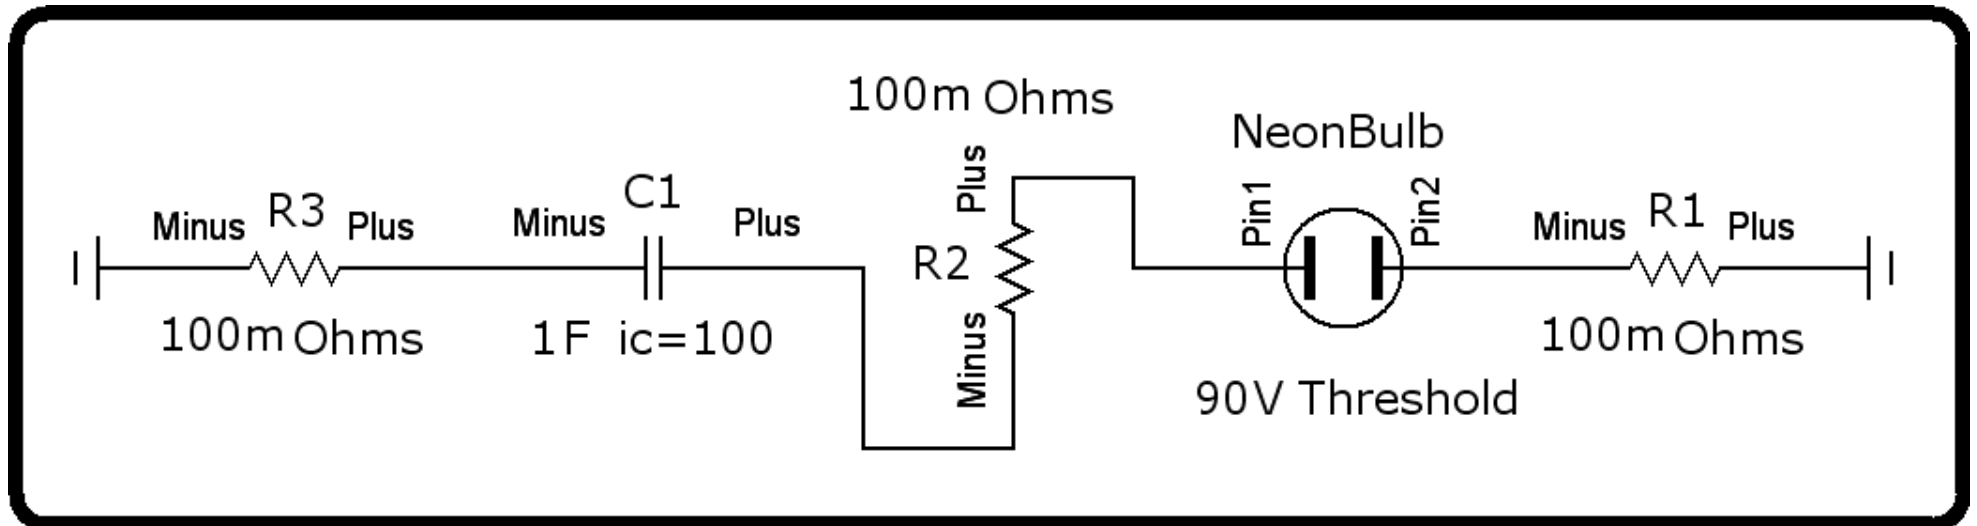 100m Ohms
Plus
NeonBulb
Pin1
Pin2
Minus R3 Plus
Minus C1 Plus
R2
Minus R1 Plus
100m Ohms
1F ic=100
Minus
100m Ohms
90V Threshold